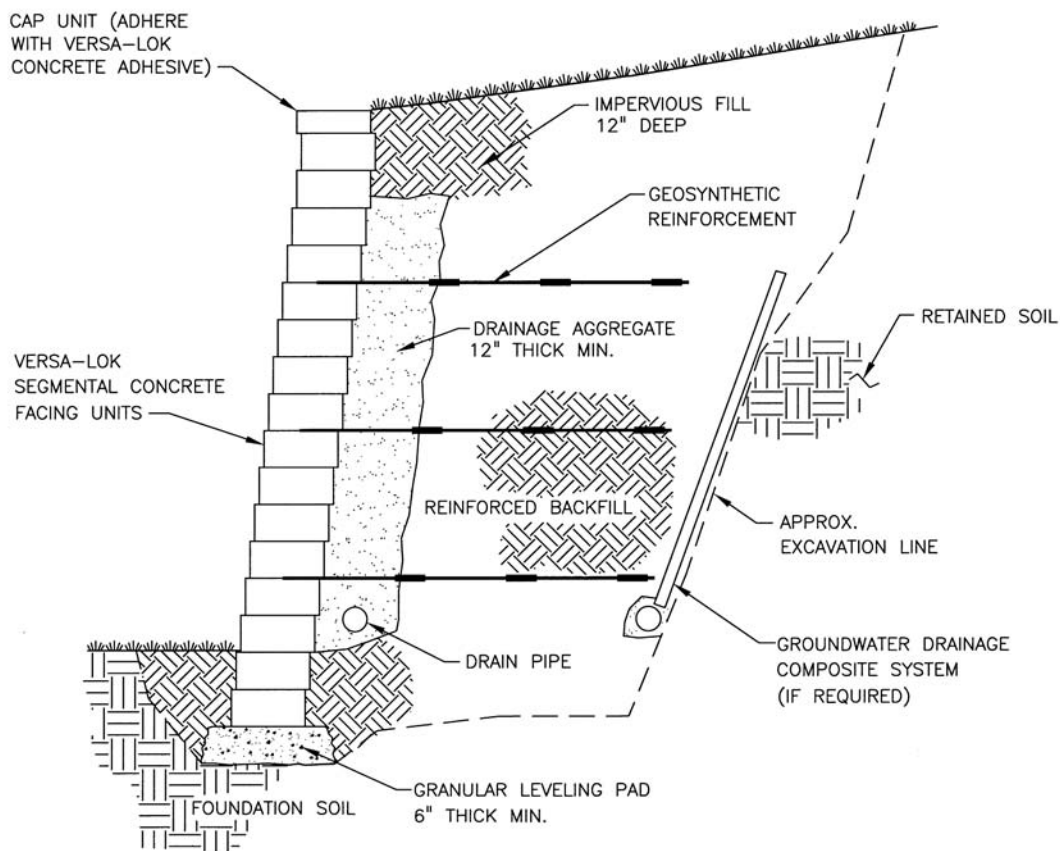 CAP UNIT (ADHERE
WITH VERSA-LOK
CONCRETE ADHESIVE)
IMPERVIOUS FILL
12" DEEP
GEOSYNTHETIC
REINFORCEMENT
RETAINED SOIL
DRAINAGE AGGREGATE
12" THICK MIN.
VERSA-LOK
SEGMENTAL CONCRETE
FACING UNITS
REINFORCED BACKFILL
APPROX.
EXCAVATION LINE
DRAIN PIPE
GROUNDWATER DRAINAGE
COMPOSITE SYSTEM
(IF REQUIRED)
GRANULAR LEVELING PAD
6" THICK MIN.
FOUNDATION SOIL